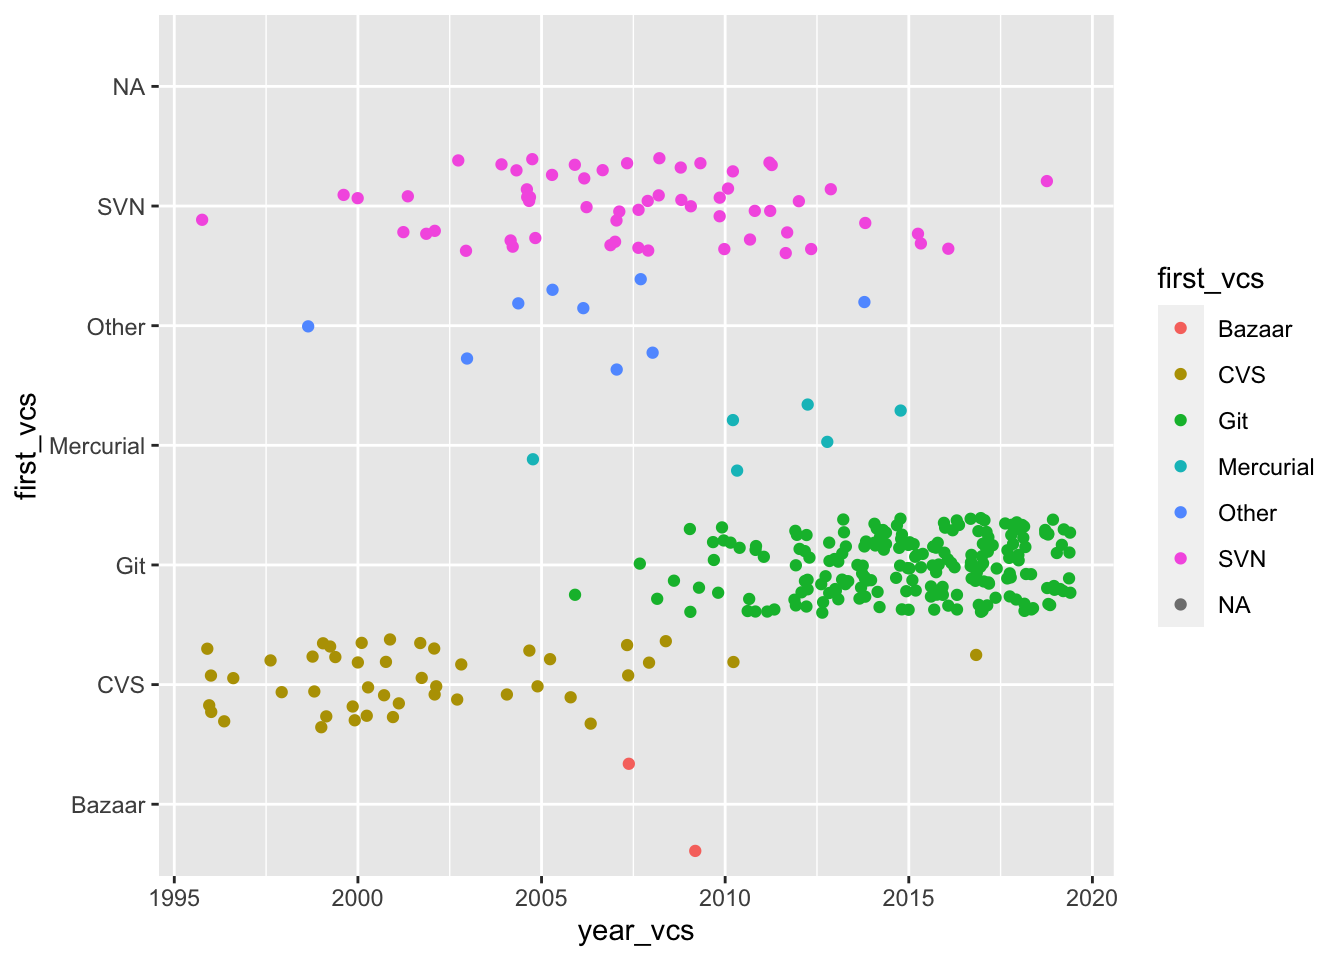 NA
SVN
Other
Mercurial
Git
CVS
Bazaar
first_vcs
1995
2000
2005
2010
2015
2020
year_vcs
first_vcs
Bazaar
CVS
Git
Mercurial
Other
SVN
NA